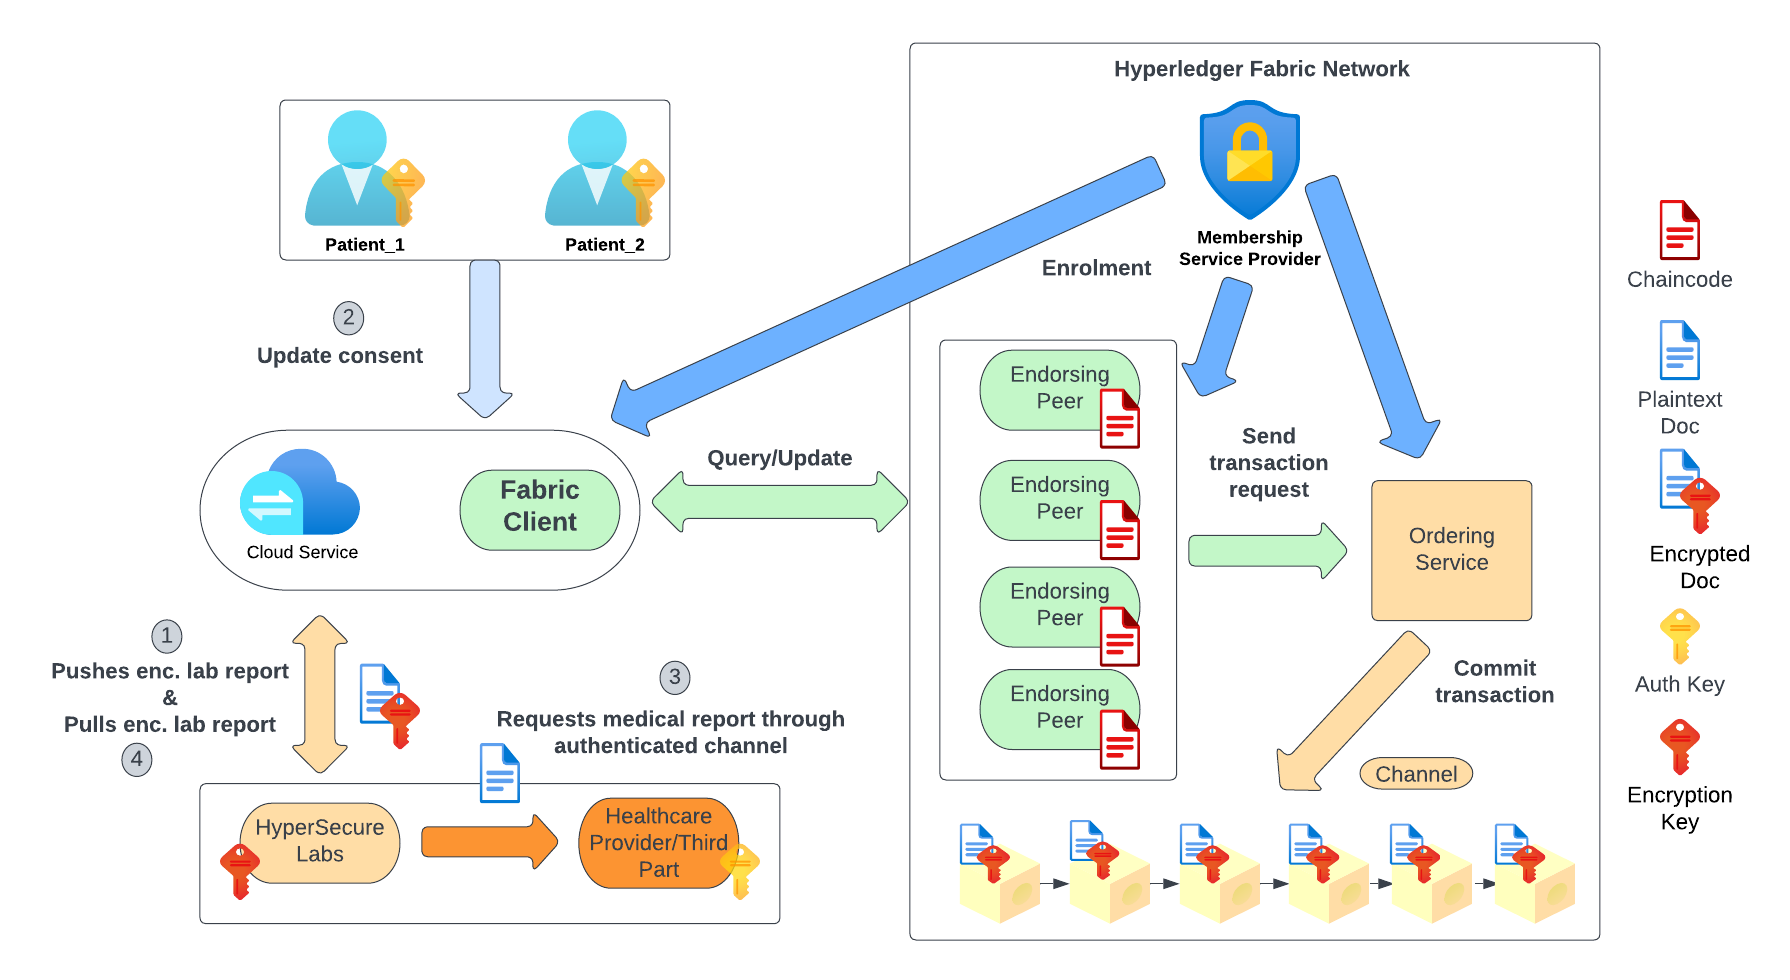 Hyperledger Fabric Network
Patient_1
Patient_2
Membership
Service Provider
Enrolment
2
Update consent
Chaincode
Plaintext
Doc
Encrypted
Doc
Auth Key
Encryption
Key
Endorsing
Peer
Endorsing
Peer
Endorsing
Peer
Endorsing
Peer
Send
transaction
request
Query/Update
Fabric
Client
Cloud Service
Ordering
Service
1
Pushes enc. lab report
&
Pulls enc. lab report
4
3
Requests medical report through
authenticated channel
Commit
transaction
Channel
HyperSecure
Labs
Healthcare
Provider/Third
Part